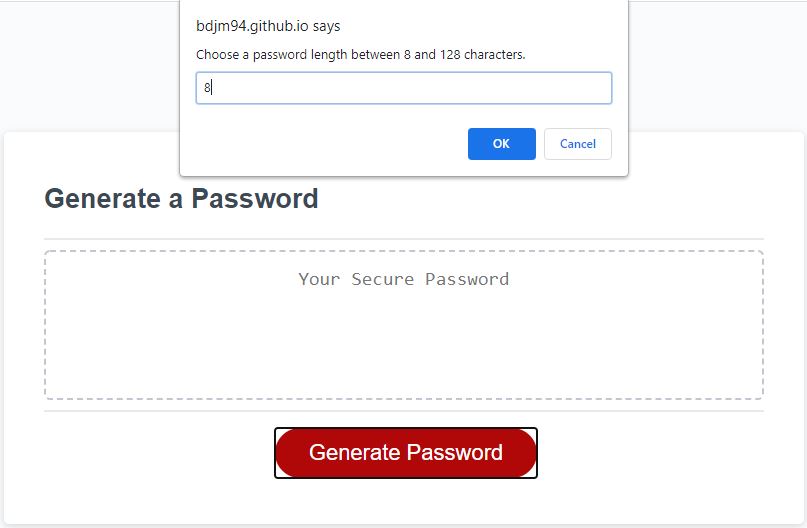 bdjm94.github.io says
Choose a password length between 8 and 128 characters.
8
OK
Cancel
Generate a Password
Your Secure Password
Generate Password